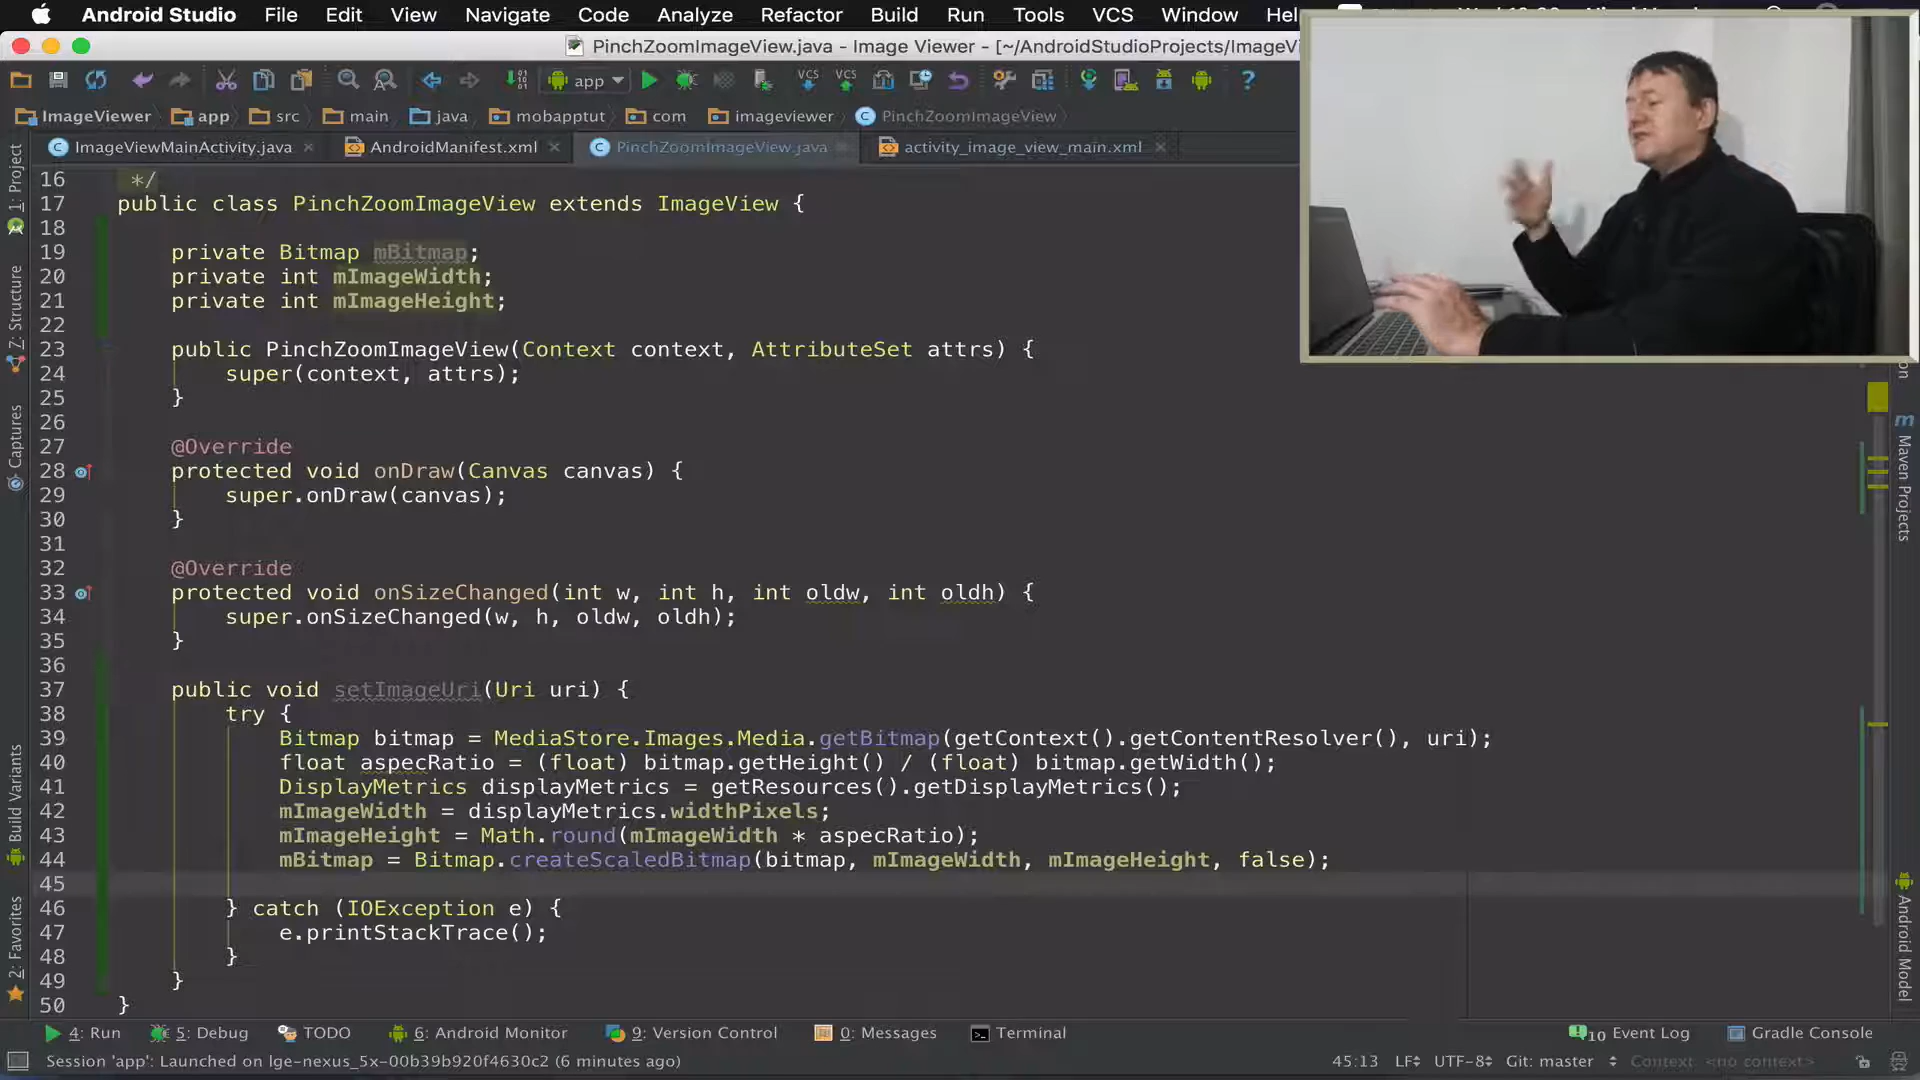 Android Studio File Edit View Navigate Code Analyze Refactor Build Run Tools VCS Window
PinchZoomImageView.java - Image Viewer - [~/AndroidStudioProjects/ImageVi
app
ImageViewer app src main java mobapptut com imageviewer PinchZoomImageView
ImageViewMainActivity.java AndroidManifest.xml PinchZoomImageView.java activity_image_view_main.xml
1: Project
7: Structure
Captures
Build Variants
2: Favorites
16 */
17 public class PinchZoomImageView extends ImageView {
18
19 private Bitmap mBitmap;
20 private int mImageWidth;
21 private int mImageHeight;
22
23 public PinchZoomImageView(Context context, AttributeSet attrs) {
24 super(context, attrs);
25 }
26
27 @Override
28 protected void onDraw(Canvas canvas) {
29 super.onDraw(canvas);
30 }
31
32 @Override
33 protected void onSizeChanged(int w, int h, int oldw, int oldh) {
34 super.onSizeChanged(w, h, oldw, oldh);
35 }
36
37 public void setImageUri(Uri uri) {
38 try {
39 Bitmap bitmap = MediaStore.Images.Media.getBitmap(getContext().getContentResolver(), uri);
40 float aspecRatio = (float) bitmap.getHeight() / (float) bitmap.getWidth();
41 DisplayMetrics displayMetrics = getResources().getDisplayMetrics();
42 mImageWidth = displayMetrics.widthPixels;
43 mImageHeight = Math.round(mImageWidth * aspecRatio);
44 mBitmap = Bitmap.createScaledBitmap(bitmap, mImageWidth, mImageHeight, false);
45
46 } catch (IOException e) {
47 e.printStackTrace();
48 }
49 }
50 }
Maven Projects
Android Model
4: Run 5: Debug TODO 6: Android Monitor 9: Version Control 0: Messages Terminal 10 Event Log Gradle Console
Session 'app': Launched on lge-nexus_5x-00b39b920f4630c2 (6 minutes ago) 45:13 LF UTF-8 Git: master Context: <no context>